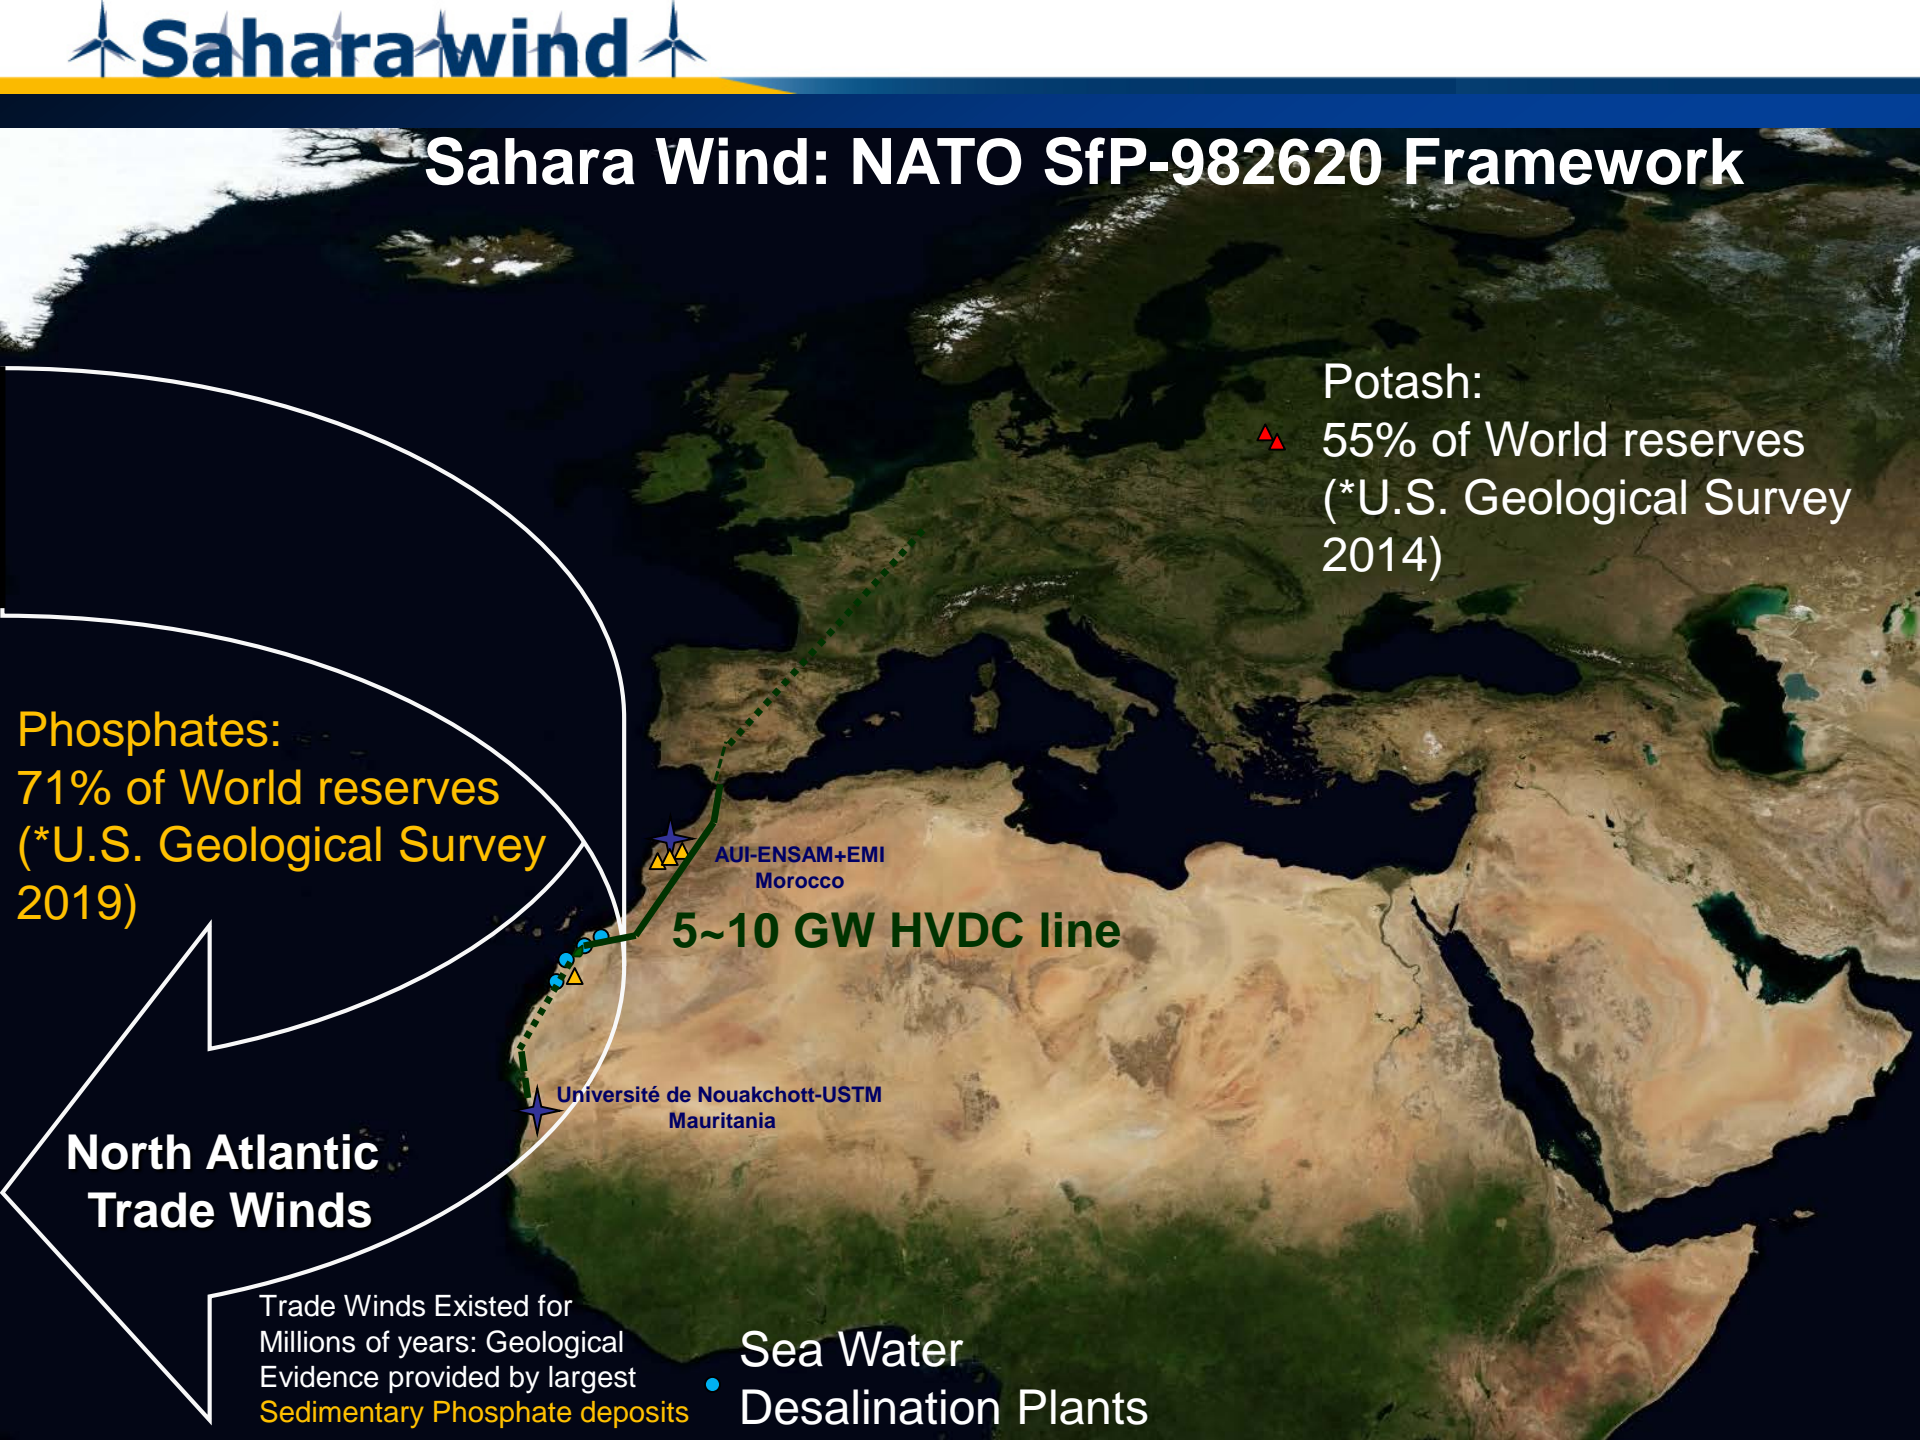 Sahara wind
Sahara Wind: NATO SfP-982620 Framework
Potash:
55% of World reserves
(*U.S. Geological Survey
2014)
Phosphates:
71% of World reserves
(*U.S. Geological Survey
2019)
AUI-ENSAM+EMI
Morocco
5~10 GW HVDC line
Université de Nouakchott-USTM
Mauritania
North Atlantic
Trade Winds
Trade Winds Existed for
Millions of years: Geological
Evidence provided by largest
Sedimentary Phosphate deposits
Sea Water
Desalination Plants